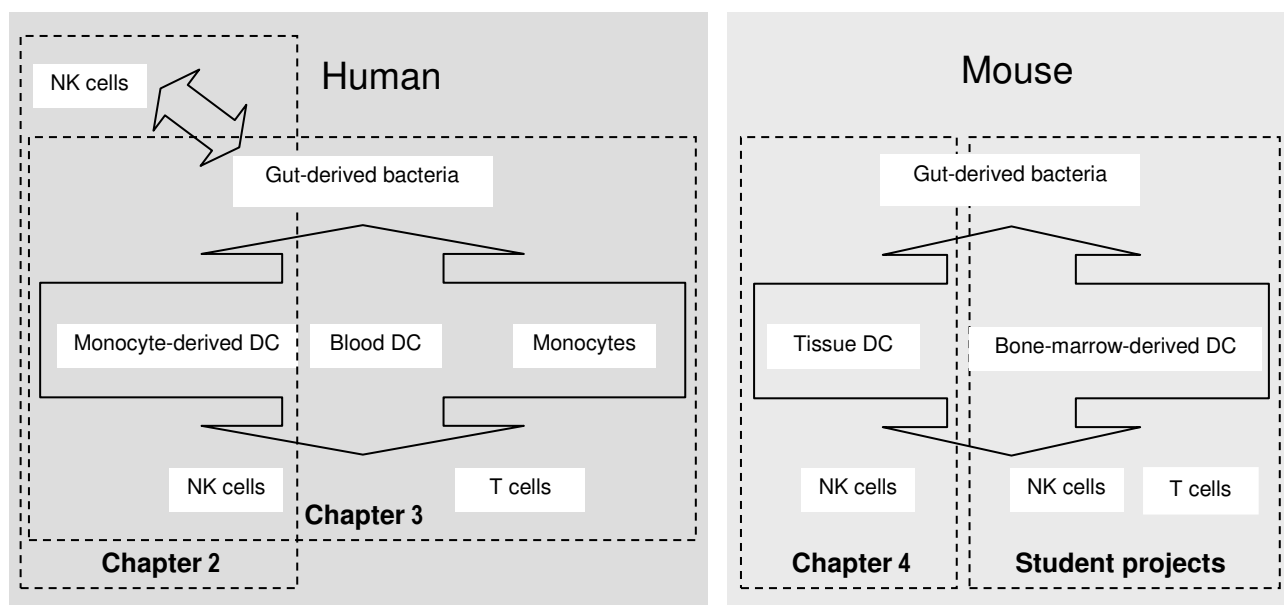 Human
NK cells
Gut-derived bacteria
Monocyte-derived DC
Blood DC
Monocytes
NK cells
T cells
Chapter 3
Chapter 2
Mouse
Gut-derived bacteria
Tissue DC
Bone-marrow-derived DC
NK cells
NK cells
T cells
Chapter 4
Student projects